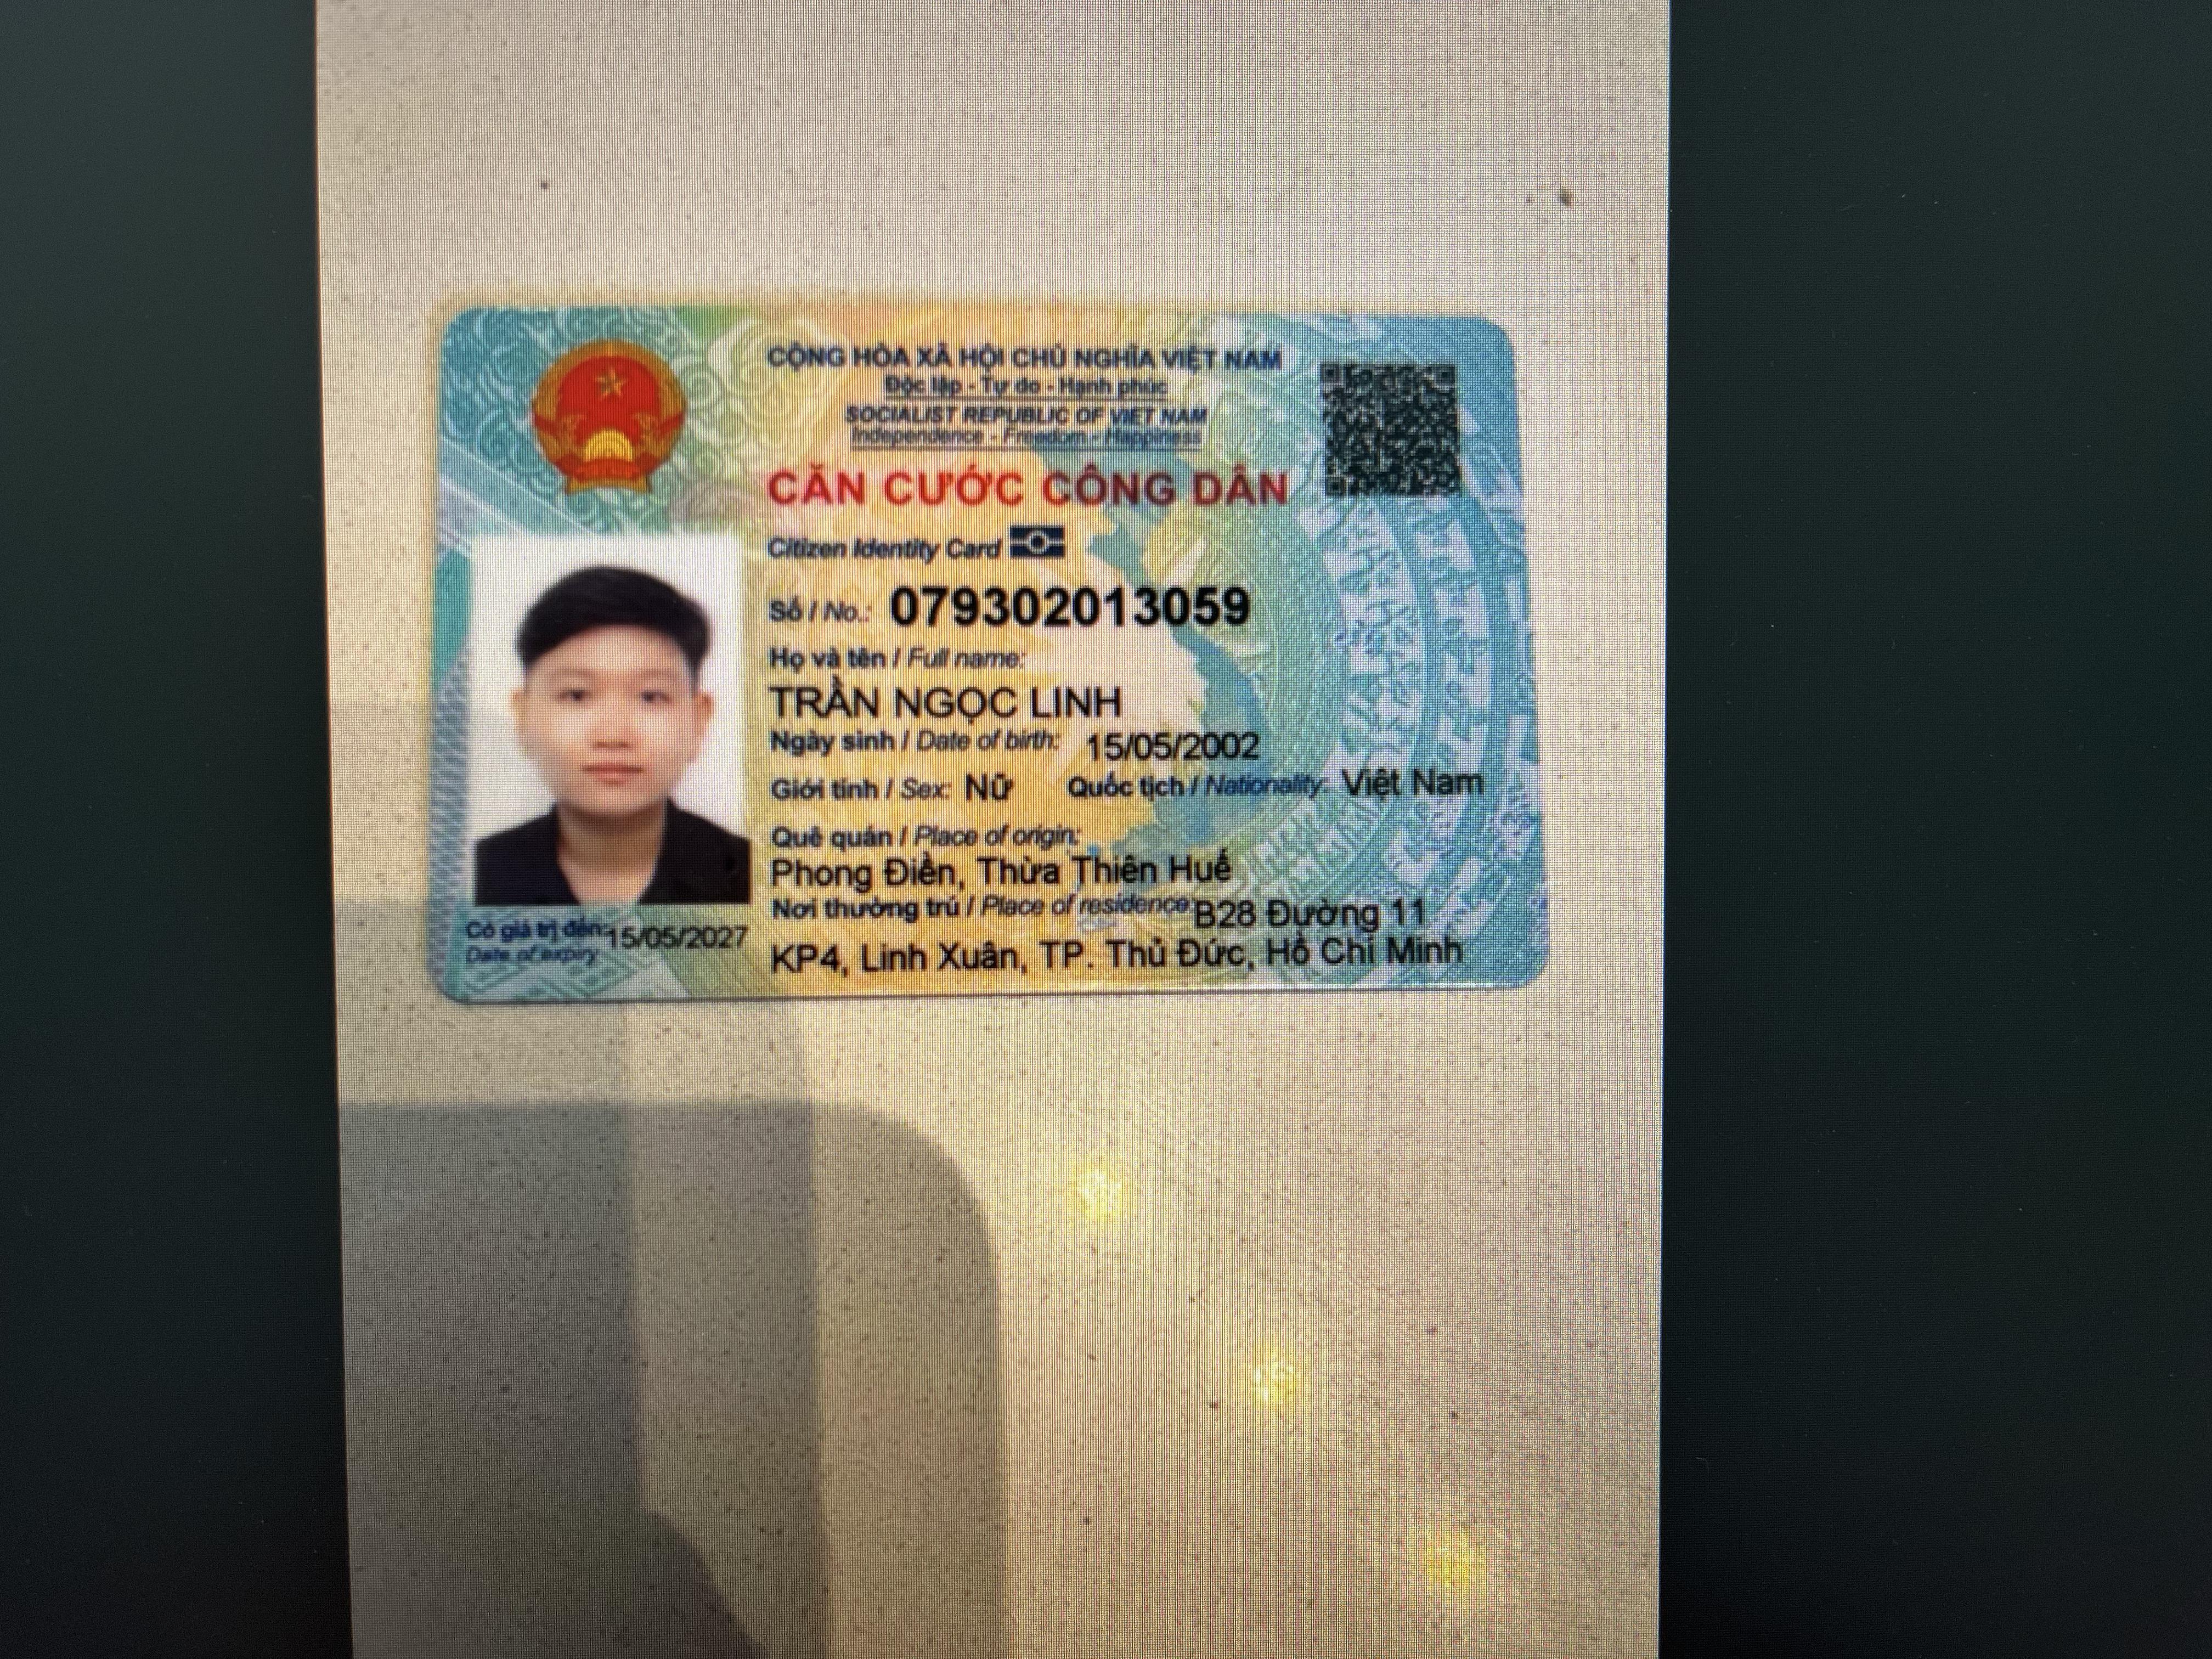 CỘNG HÒA XÃ HỘI CHỦ NGHĨA VIỆT NAM
Độc lập - Tự do - Hạnh phúc
SOCIALIST REPUBLIC OF VIET NAM
Independence - Freedom - Happiness
CĂN CƯỚC CÔNG DÂN
Citizen Identity Card
Số / No.: 079302013059
Họ và tên / Full name:
TRẦN NGỌC LINH
Ngày sinh / Date of birth: 15/05/2002
Giới tính / Sex: Nữ Quốc tịch / Nationality: Việt Nam
Quê quán / Place of origin:
Phong Điền, Thừa Thiên Huế
Nơi thường trú / Place of residence: B28 Đường 11
KP4, Linh Xuân, TP. Thủ Đức, Hồ Chí Minh
Có giá trị đến: 15/05/2027
Date of expiry